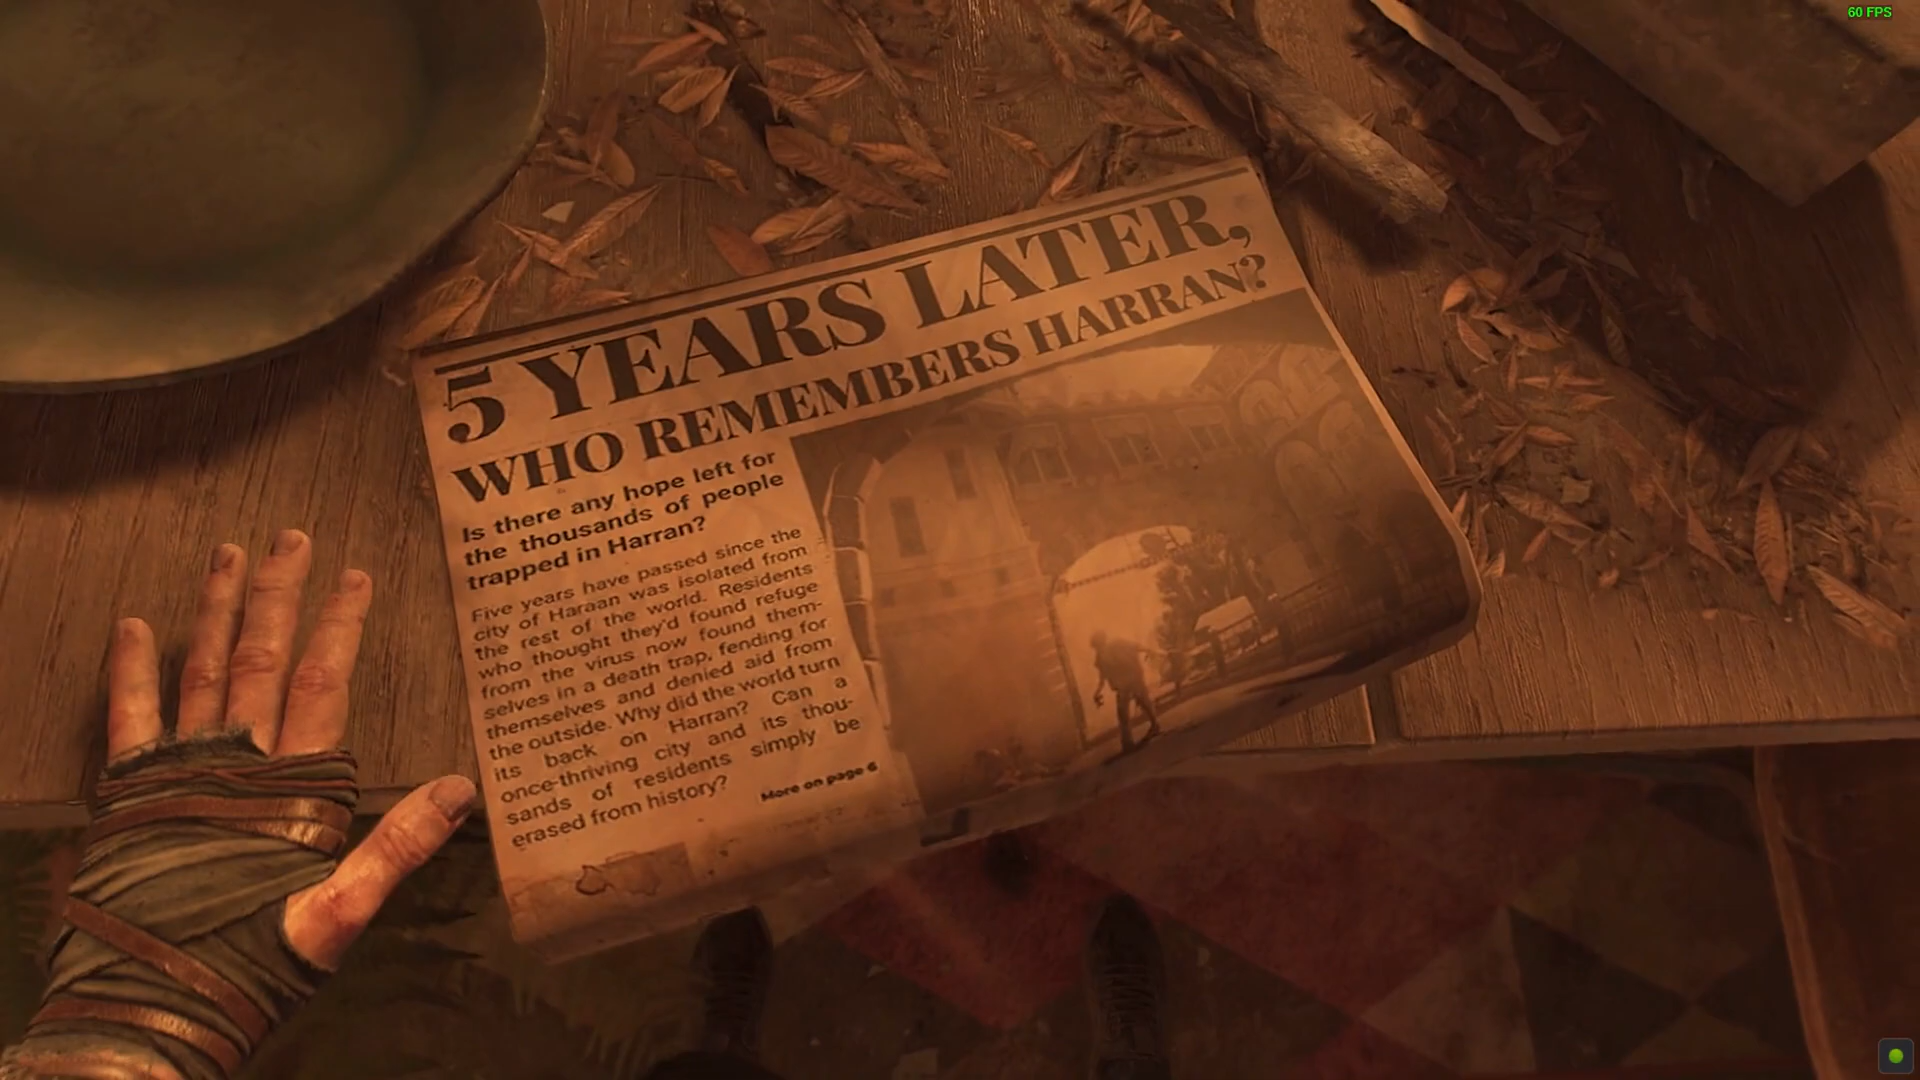 60 FPS
5 YEARS LATER,
WHO REMEMBERS HARRAN?
Is there any hope left for
the thousands of people
trapped in Harran?
Five years have passed since the
city of Haraan was isolated from
the rest of the world. Residents
who thought they'd found refuge
from the virus now found them-
selves in a death trap, fending for
themselves and denied aid from
the outside. Why did the world turn
its back on Harran? Can a
once-thriving city and its thou-
sands of residents simply be
erased from history?
More on page 6